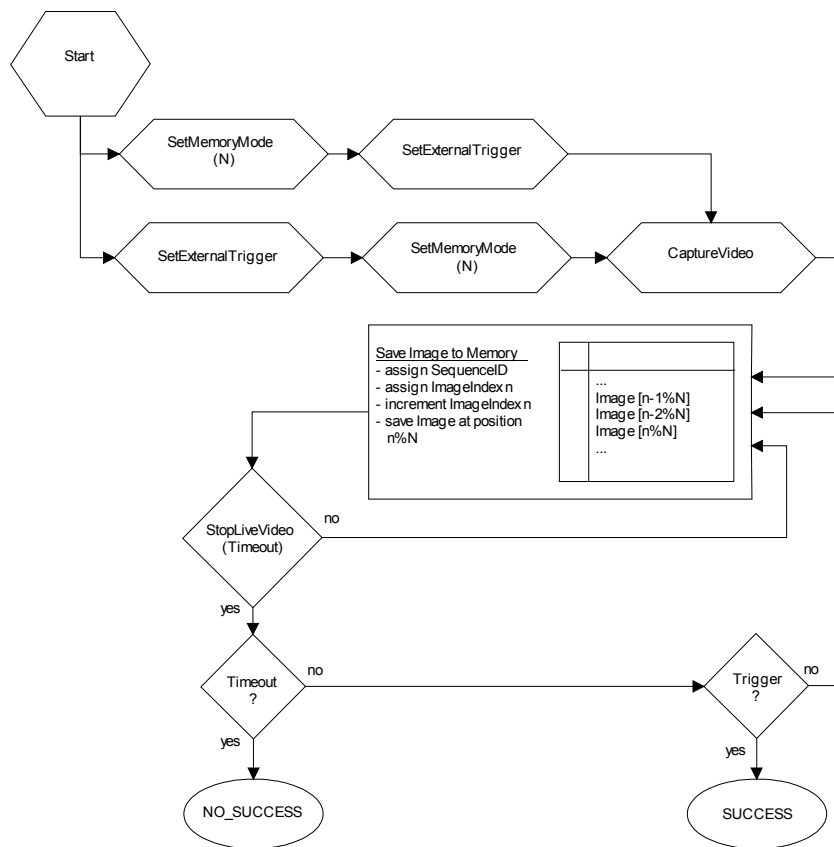 Start
SetMemoryMode
(N)
SetExternalTrigger
SetExternalTrigger
SetMemoryMode
(N)
CaptureVideo
Save Image to Memory
- assign SequenceID
- assign ImageIndex n
- increment ImageIndex n
- save Image at position
n%N
...
Image [n-1%N]
Image [n-2%N]
Image [n%N]
...
StopLiveVideo
(Timeout)
no
yes
Timeout
?
no
Trigger
?
no
yes
yes
NO_SUCCESS
SUCCESS